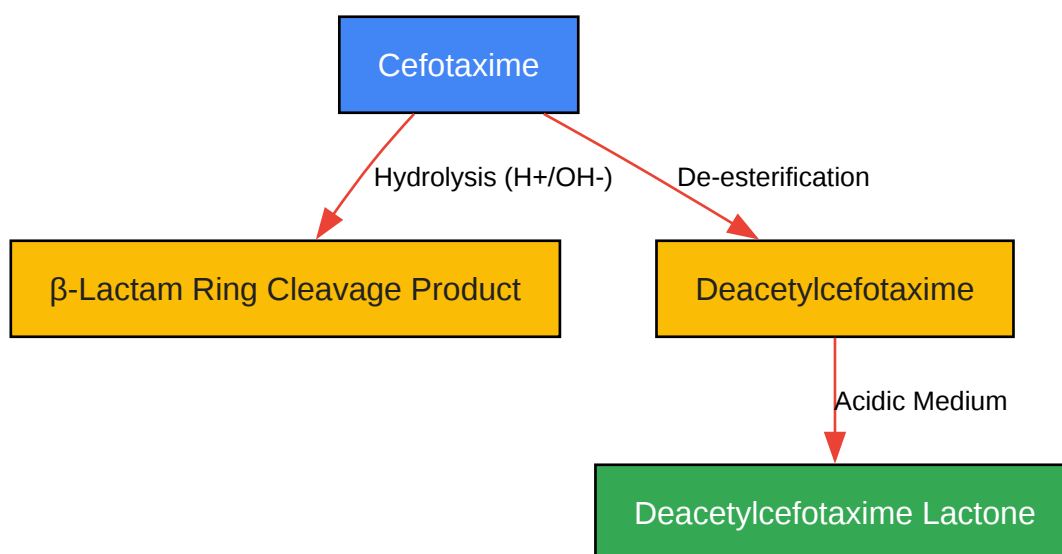 Cefotaxime
Hydrolysis (H+/OH-)
De-esterification
β-Lactam Ring Cleavage Product
Deacetylcefotaxime
Acidic Medium
Deacetylcefotaxime Lactone